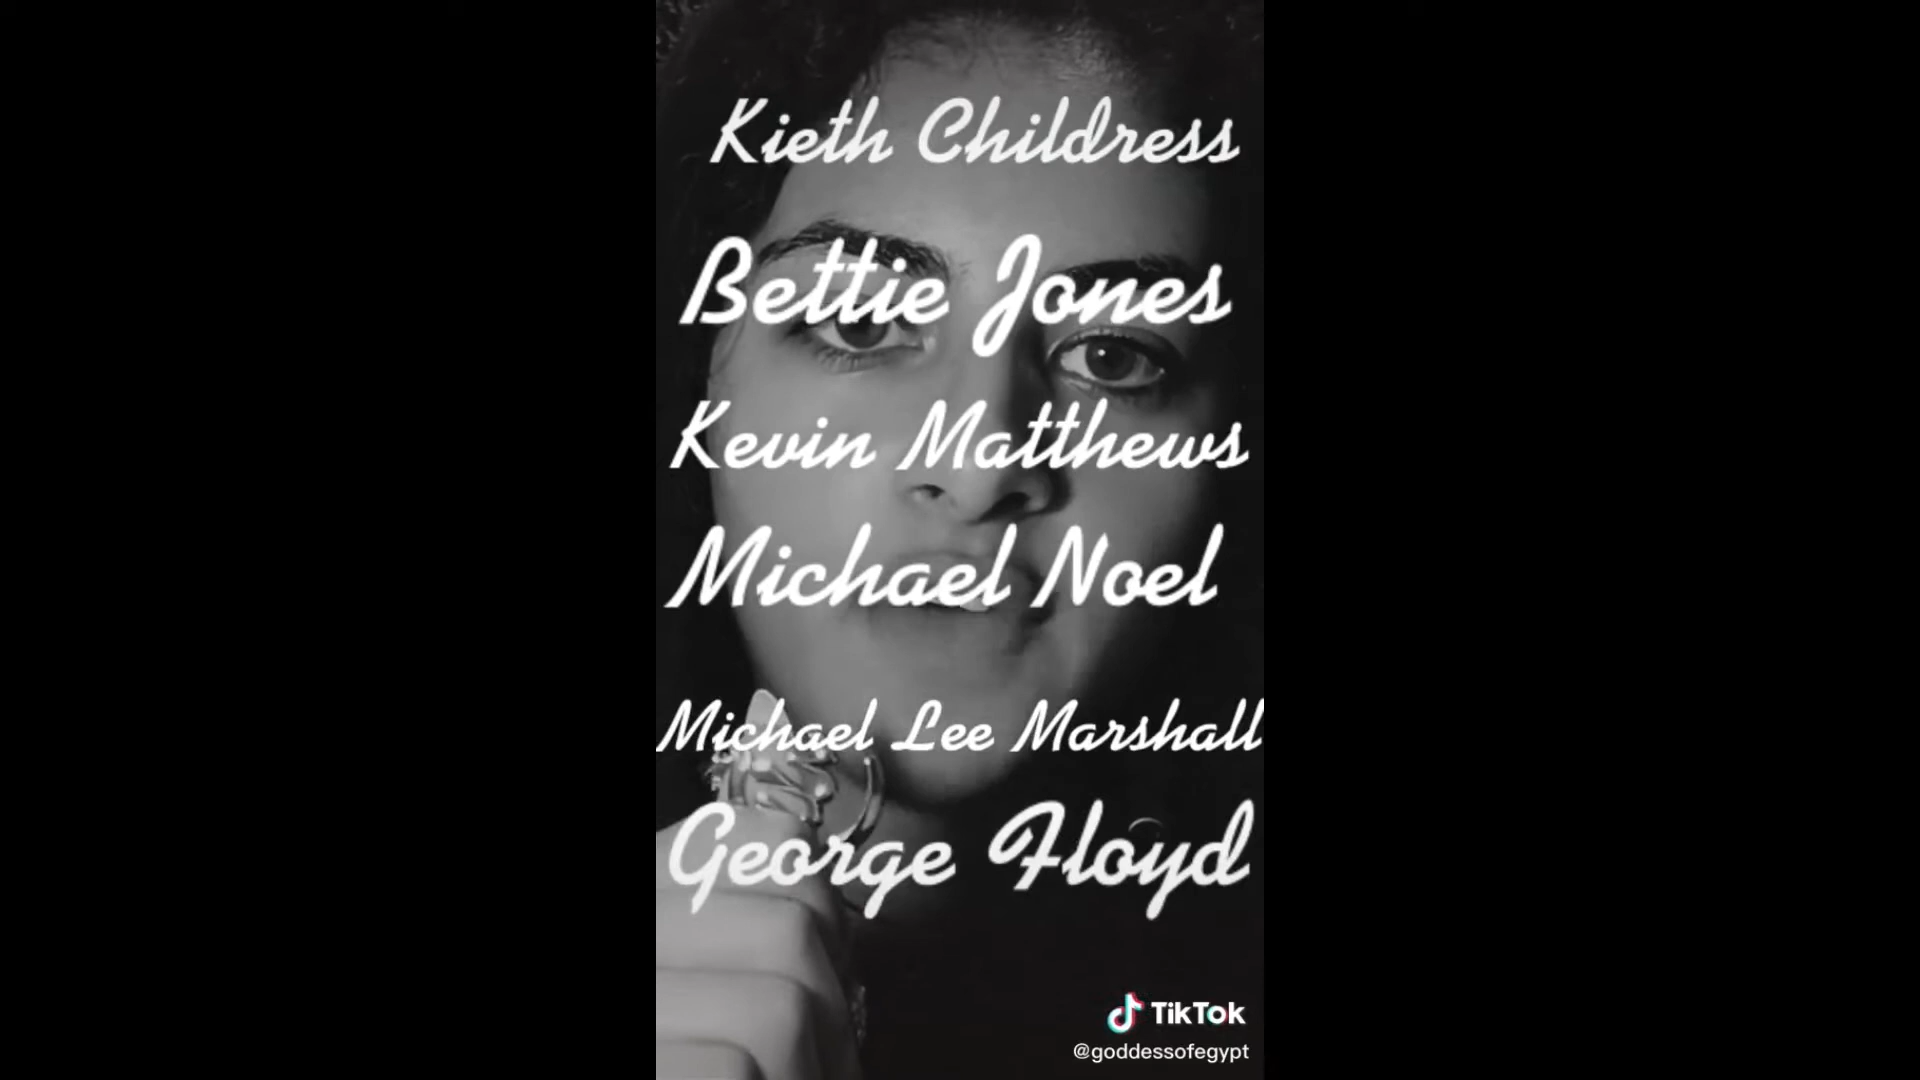 Kieth Childress
Bettie Jones
Kevin Matthews
Michael Noel
Michael Lee Marshall
George Floyd
TikTok
@goddessofegypt